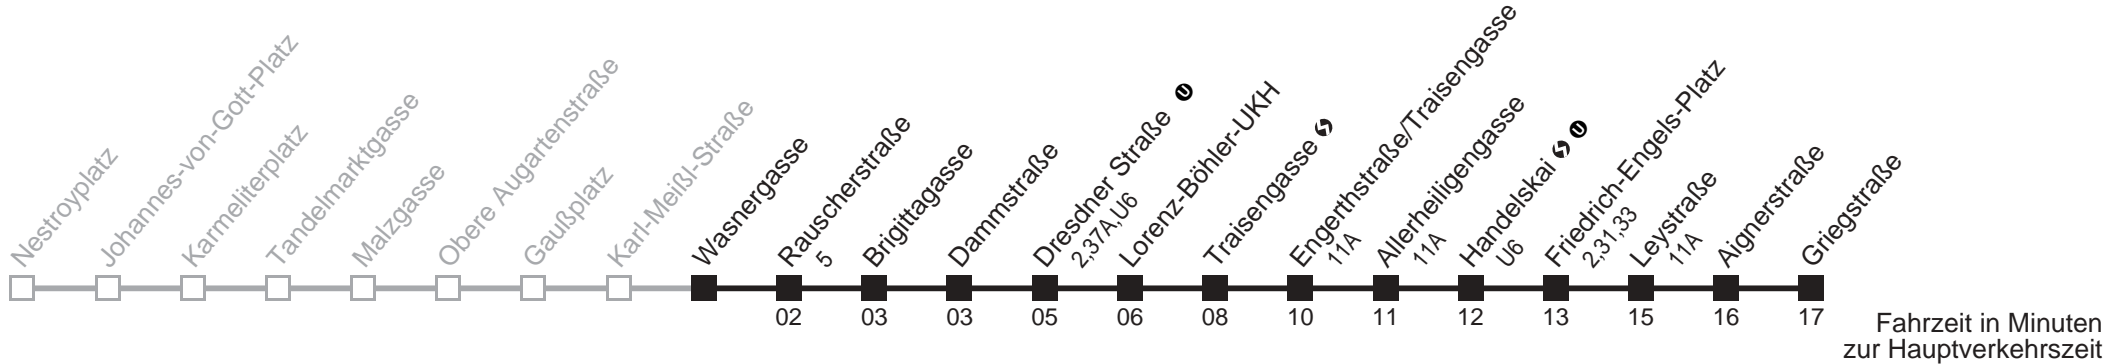 Nestroyplatz
Johannes-von-Gott-Platz
Karmeliterplatz
Tandelmarktgasse
Malzgasse
Obere Augartenstraße
Gaußplatz
Karl-Meißl-Straße
Wasnergasse
Rauscherstraße
5
Brigittagasse
Dammstraße
Dresdner Straße U
2,37A,U6
Lorenz-Böhler-UKH
Traisengasse
Engerthstraße/Traisengasse
11A
Allerheiligengasse
11A
Handelskai U
U6
Friedrich-Engels-Platz
2,31,33
Leystraße
11A
Aignerstraße
Griegstraße
02 03 03 05 06 08 10 11 12 13 15 16 17
Fahrzeit in Minuten
zur Hauptverkehrszeit